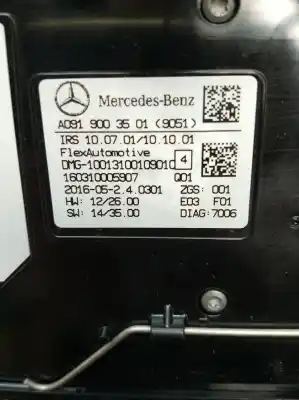 Mercedes-Benz
A091 900 35 01 (9051)
IRS 10.07.01/10.10.01
FlexAutomotive
DMG-1001310010901C 4
160310005907 Q01
2016-05-2.4.0301 ZGS: 001
HW: 12/26.00 E03 F01
SW: 14/35.00 DIAG:7006